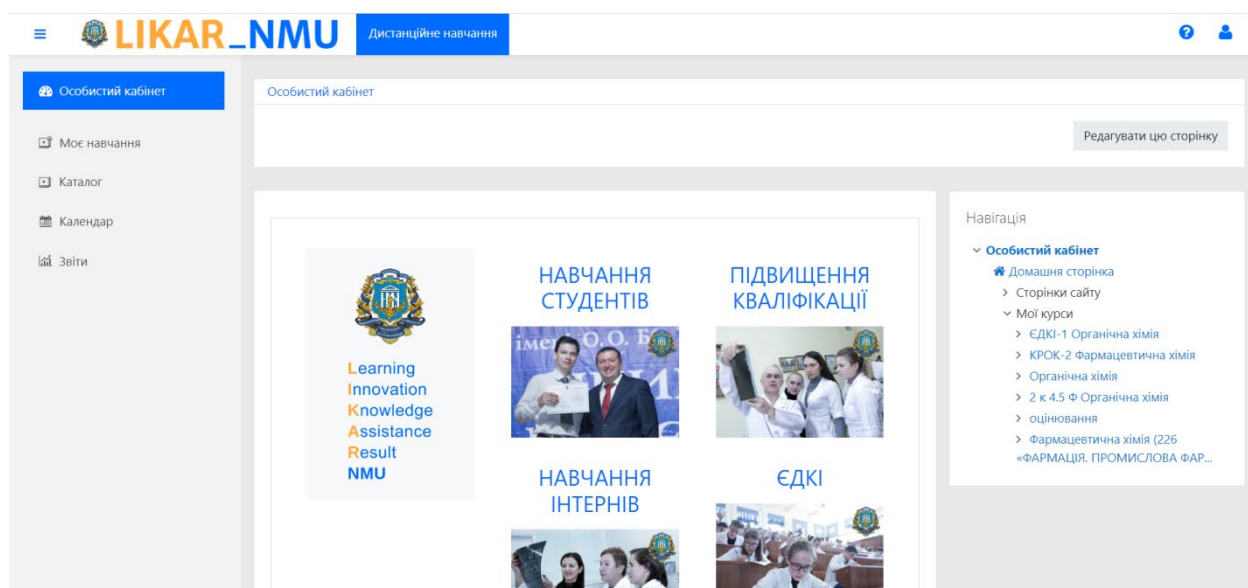 LIKAR_NMU
Дистанційне навчання
Особистий кабінет
Моє навчання
Каталог
Календар
Звіти
Особистий кабінет
Редагувати цю сторінку
Learning
Innovation
Knowledge
Assistance
Result
NMU
НАВЧАННЯ
СТУДЕНТІВ
ПІДВИЩЕННЯ
КВАЛІФІКАЦІЇ
імені О.О. Б
НАВЧАННЯ
ІНТЕРНІВ
ЄДКІ
Навігація
Особистий кабінет
Домашня сторінка
Сторінки сайту
Мої курси
ЄДКІ-1 Органічна хімія
КРОК-2 Фармацевтична хімія
Органічна хімія
2 к 4.5 Ф Органічна хімія
оцінювання
Фармацевтична хімія (226
«ФАРМАЦІЯ. ПРОМИСЛОВА ФАР...